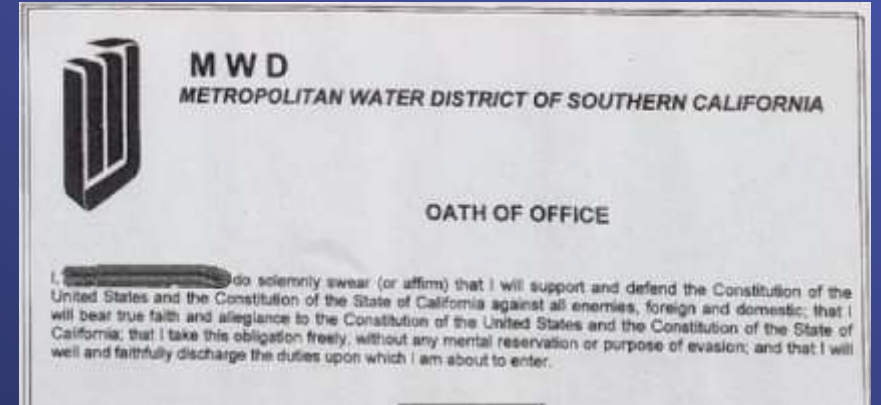 M W D
METROPOLITAN WATER DISTRICT OF SOUTHERN CALIFORNIA
OATH OF OFFICE
I, do solemnly swear (or affirm) that I will support and defend the Constitution of the
United States and the Constitution of the State of California against all enemies, foreign and domestic; that I
will bear true faith and allegiance to the Constitution of the United States and the Constitution of the State of
California; that I take this obligation freely, without any mental reservation or purpose of evasion; and that I will
well and faithfully discharge the duties upon which I am about to enter.